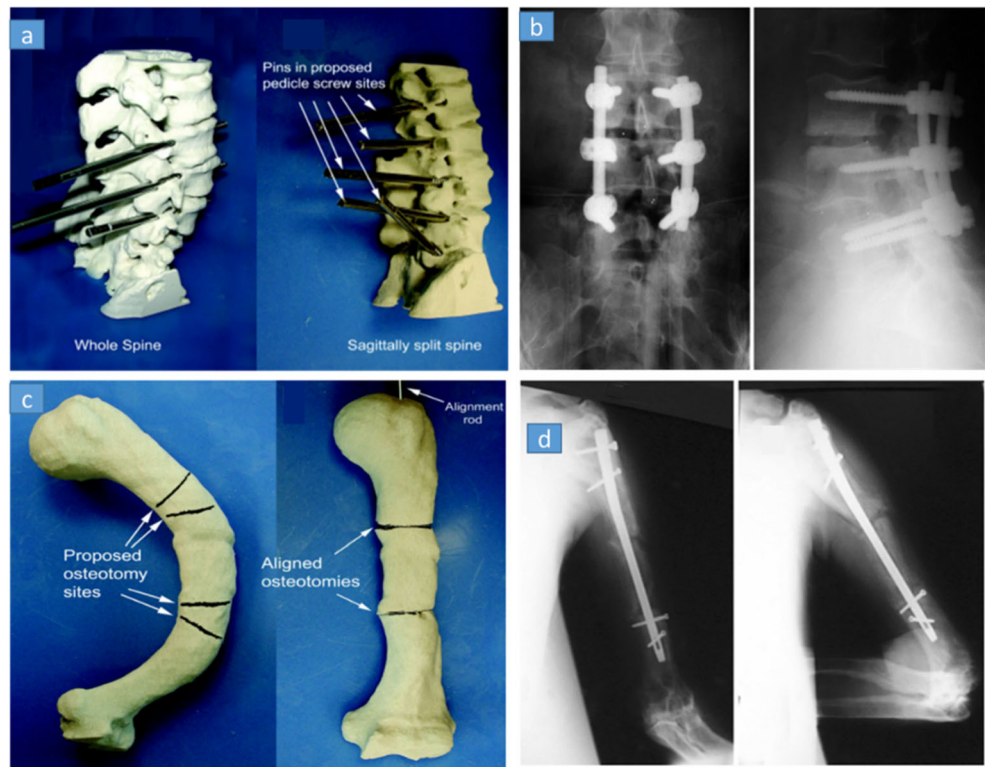 a
Pins in proposed
pedicle screw sites
Whole Spine
Sagittally split spine
b
c
Proposed
osteotomy
sites
Alignment
rod
Aligned
osteotomies
d